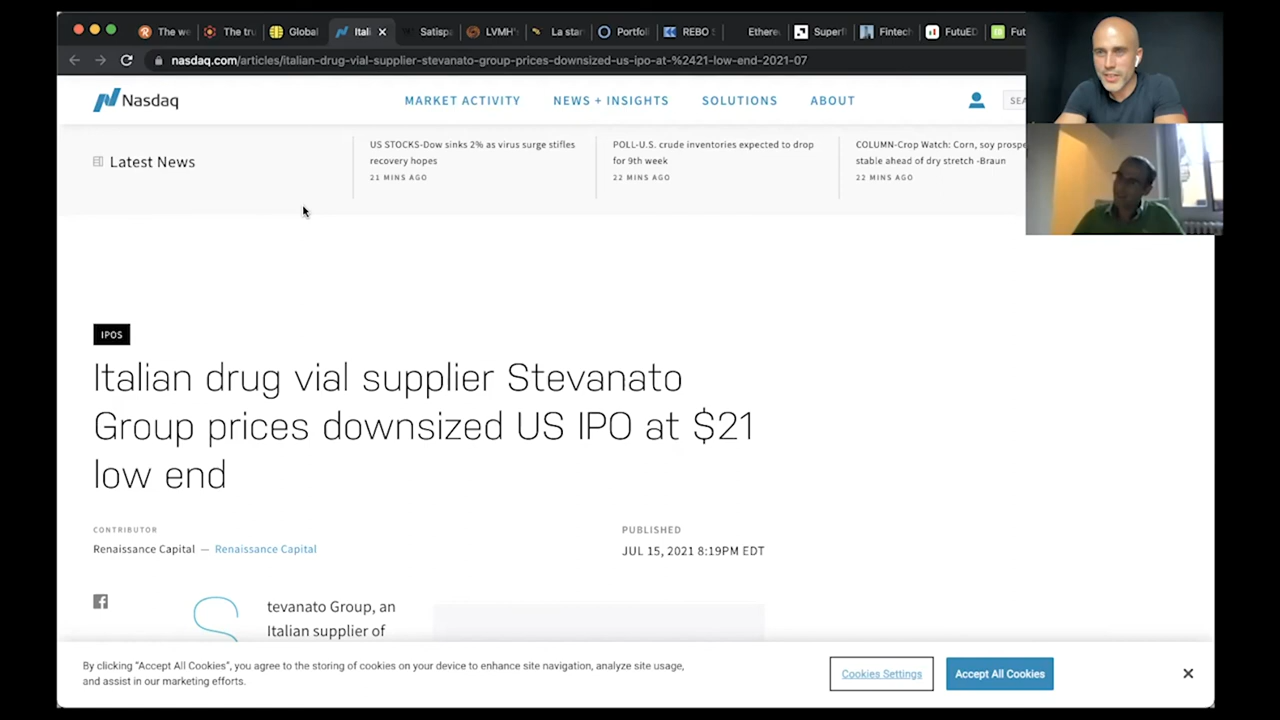 The w
The tru
Global
Itali
Satisp
LVMH'
La star
Portfol
REBO S
Ethere
Superfl
Fintech
FutuED
Fut
nasdaq.com/articles/italian-drug-vial-supplier-stevanato-group-prices-downsized-us-ipo-at-%2421-low-end-2021-07
Nasdaq
MARKET ACTIVITY
NEWS + INSIGHTS
SOLUTIONS
ABOUT
SEA
Latest News
US STOCKS-Dow sinks 2% as virus surge stifles
recovery hopes
21 MINS AGO
POLL-U.S. crude inventories expected to drop
for 9th week
22 MINS AGO
COLUMN-Crop Watch: Corn, soy prospe
stable ahead of dry stretch -Braun
22 MINS AGO
IPOS
Italian drug vial supplier Stevanato
Group prices downsized US IPO at $21
low end
CONTRIBUTOR
Renaissance Capital — Renaissance Capital
PUBLISHED
JUL 15, 2021 8:19PM EDT
S
tevanato Group, an
Italian supplier of
By clicking “Accept All Cookies”, you agree to the storing of cookies on your device to enhance site navigation, analyze site usage,
and assist in our marketing efforts.
Cookies Settings
Accept All Cookies